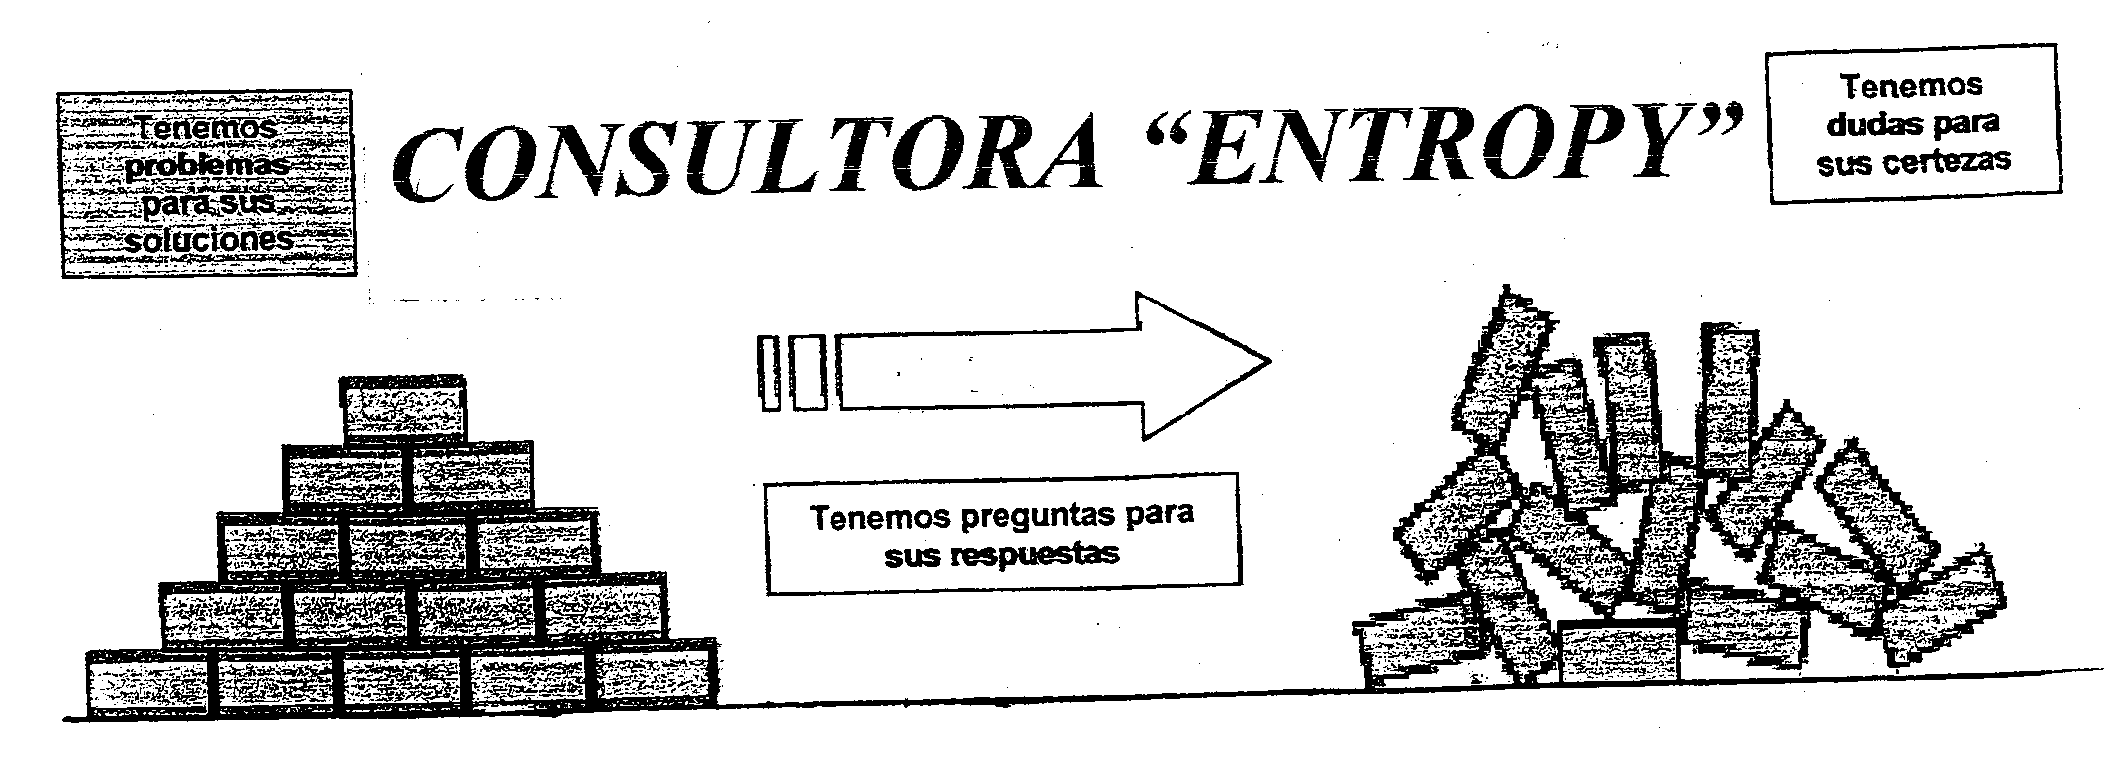 Tenemos
problemas
para sus
soluciones
CONSULTORA “ENTROPY”
Tenemos
dudas para
sus certezas
Tenemos preguntas para
sus respuestas